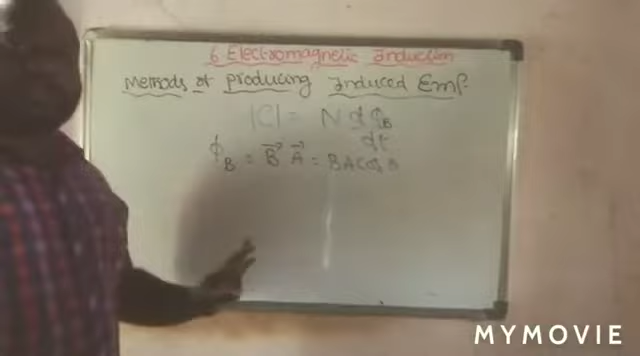 6. Electromagnetic Induction
Methods of Producing Induced Emf.
|Є| = N dϕB
dt
ϕB = B⃗ A⃗ = BA cos θ
MYMOVIE